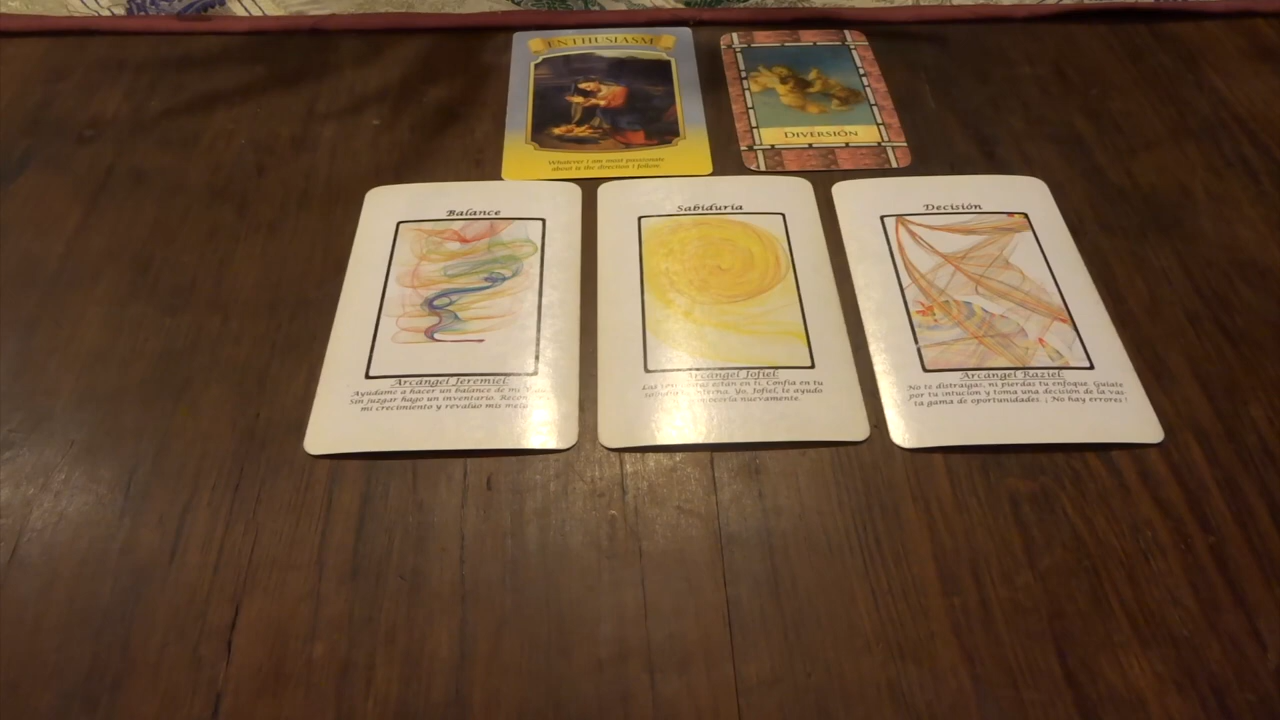 ENTHUSIASM
Whatever I am most passionate
about is the direction I follow.
DIVERSIÓN
Balance
Arcángel Jeremiel:
Ayúdame a hacer un balance de mi
Sin juzgar hago un inventario.
mi crecimiento y revalúo mis
Sabiduría
Arcángel Jofiel:
están en ti. Confía en tu
Yo, Jofiel, te ayudo
nuevamente.
Decisión
Arcángel Raziel:
No te distraigas, ni pierdas tu enfoque. Guíate
por tu intución y toma una decisión de la vas-
ta gama de oportunidades. ¡ No hay errores !